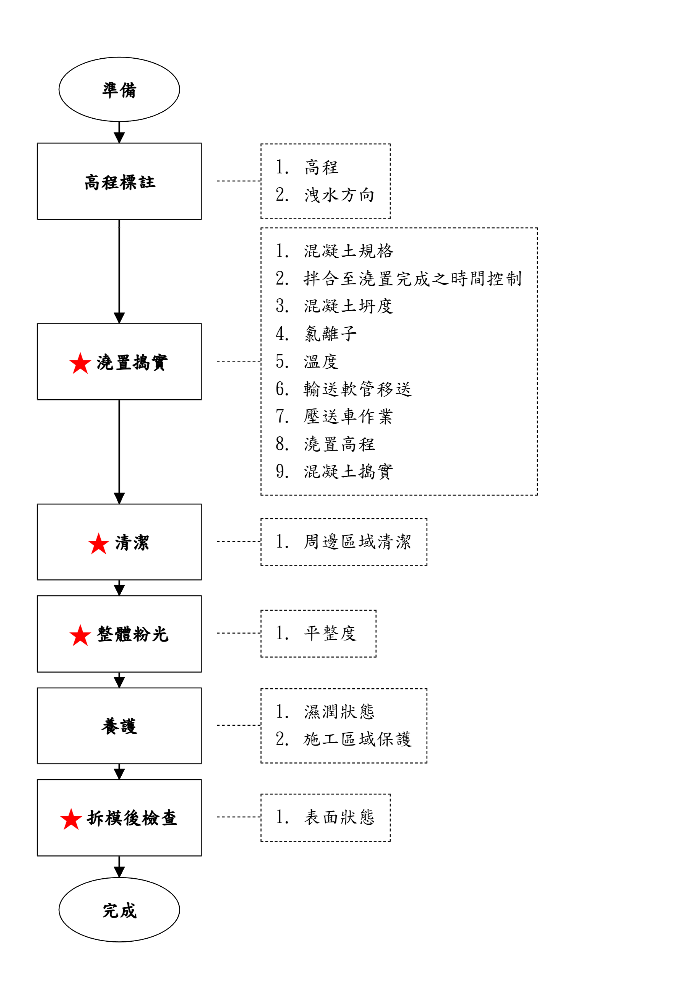 準備
高程標註
1. 高程
2. 洩水方向
★澆置搗實
1. 混凝土規格
2. 拌合至澆置完成之時間控制
3. 混凝土坍度
4. 氯離子
5. 溫度
6. 輸送軟管移送
7. 壓送車作業
8. 澆置高程
9. 混凝土搗實
★清潔
1. 周邊區域清潔
★整體粉光
1. 平整度
養護
1. 濕潤狀態
2. 施工區域保護
★拆模後檢查
1. 表面狀態
完成